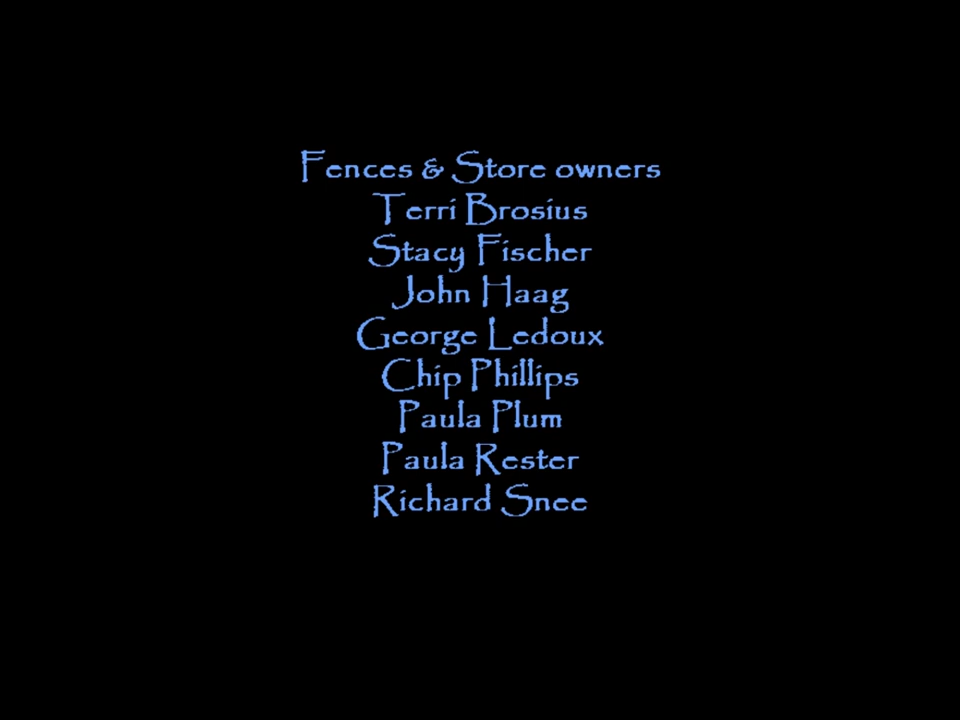 Fences & Store owners
Terri Brosius
Stacy Fischer
John Haag
George Ledoux
Chip Phillips
Paula Plum
Paula Rester
Richard Snee